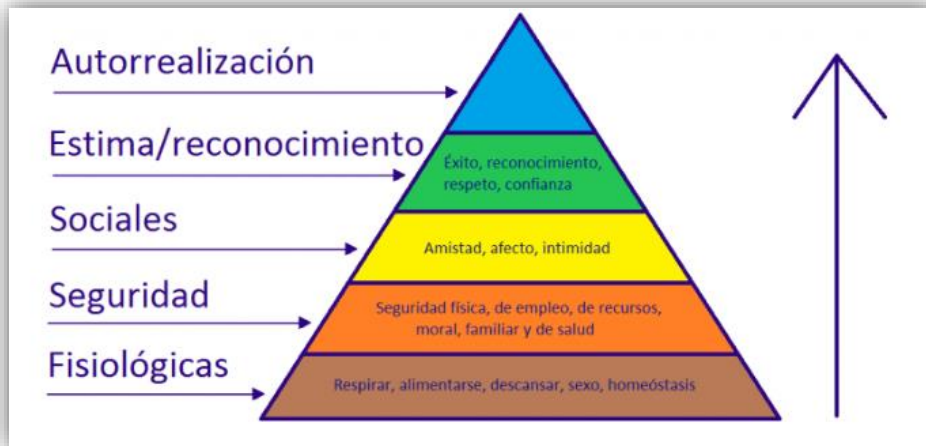 Autorrealización
Estima/reconocimiento
Éxito, reconocimiento,
respeto, confianza
Sociales
Amistad, afecto, intimidad
Seguridad
Seguridad física, de empleo, de recursos,
moral, familiar y de salud
Fisiológicas
Respirar, alimentarse, descansar, sexo, homeóstasis